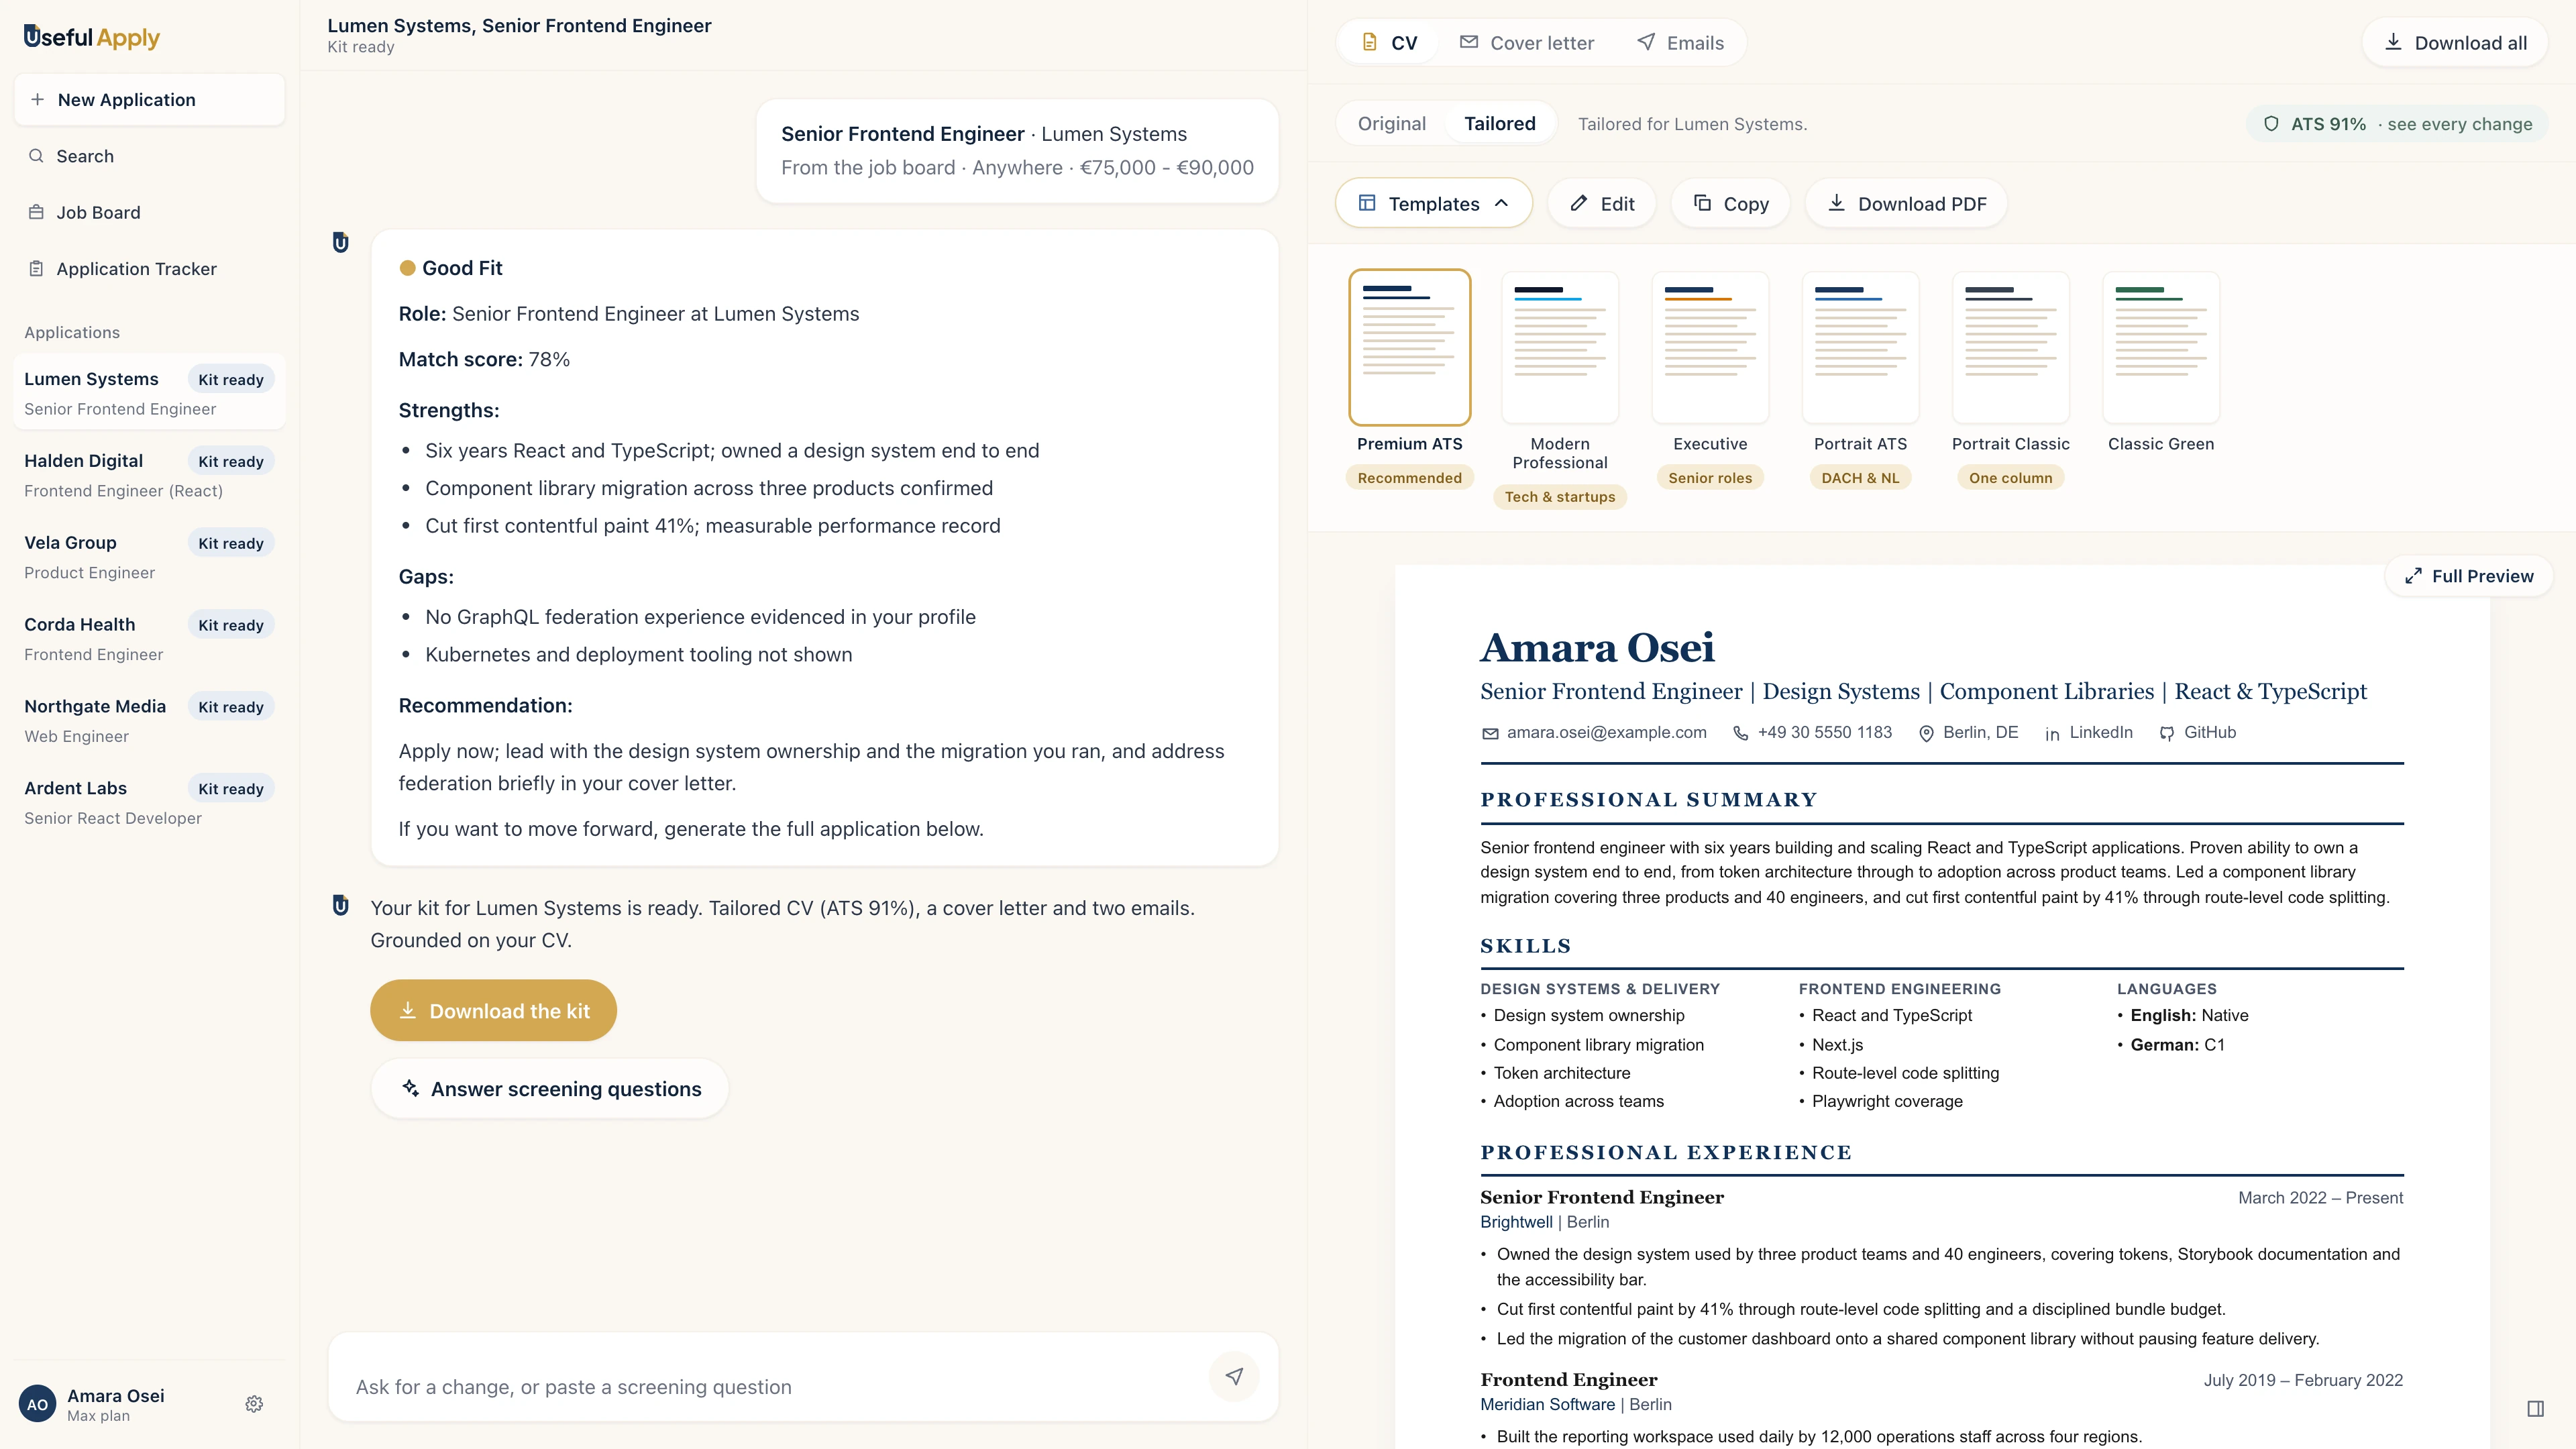 Useful Apply
New Application
Search
Job Board
Application Tracker
Applications
Lumen Systems Kit ready
Senior Frontend Engineer
Halden Digital Kit ready
Frontend Engineer (React)
Vela Group Kit ready
Product Engineer
Corda Health Kit ready
Frontend Engineer
Northgate Media Kit ready
Web Engineer
Ardent Labs Kit ready
Senior React Developer
AO Amara Osei
Max plan
Lumen Systems, Senior Frontend Engineer
Kit ready
Senior Frontend Engineer · Lumen Systems
From the job board · Anywhere · €75,000 - €90,000
Good Fit
Role: Senior Frontend Engineer at Lumen Systems
Match score: 78%
Strengths:
• Six years React and TypeScript; owned a design system end to end
• Component library migration across three products confirmed
• Cut first contentful paint 41%; measurable performance record
Gaps:
• No GraphQL federation experience evidenced in your profile
• Kubernetes and deployment tooling not shown
Recommendation:
Apply now; lead with the design system ownership and the migration you ran, and address
federation briefly in your cover letter.
If you want to move forward, generate the full application below.
Your kit for Lumen Systems is ready. Tailored CV (ATS 91%), a cover letter and two emails.
Grounded on your CV.
Download the kit
Answer screening questions
Ask for a change, or paste a screening question
CV Cover letter Emails Download all
Original Tailored Tailored for Lumen Systems. ATS 91% · see every change
Templates Edit Copy Download PDF
Premium ATS
Recommended
Modern
Professional
Tech & startups
Executive
Senior roles
Portrait ATS
DACH & NL
Portrait Classic
One column
Classic Green
Full Preview
Amara Osei
Senior Frontend Engineer | Design Systems | Component Libraries | React & TypeScript
amara.osei@example.com +49 30 5550 1183 Berlin, DE in LinkedIn GitHub
PROFESSIONAL SUMMARY
Senior frontend engineer with six years building and scaling React and TypeScript applications. Proven ability to own a
design system end to end, from token architecture through to adoption across product teams. Led a component library
migration covering three products and 40 engineers, and cut first contentful paint by 41% through route-level code splitting.
SKILLS
DESIGN SYSTEMS & DELIVERY
• Design system ownership
• Component library migration
• Token architecture
• Adoption across teams
FRONTEND ENGINEERING
• React and TypeScript
• Next.js
• Route-level code splitting
• Playwright coverage
LANGUAGES
• English: Native
• German: C1
PROFESSIONAL EXPERIENCE
Senior Frontend Engineer March 2022 – Present
Brightwell | Berlin
• Owned the design system used by three product teams and 40 engineers, covering tokens, Storybook documentation and
the accessibility bar.
• Cut first contentful paint by 41% through route-level code splitting and a disciplined bundle budget.
• Led the migration of the customer dashboard onto a shared component library without pausing feature delivery.
Frontend Engineer July 2019 – February 2022
Meridian Software | Berlin
• Built the reporting workspace used daily by 12,000 operations staff across four regions.